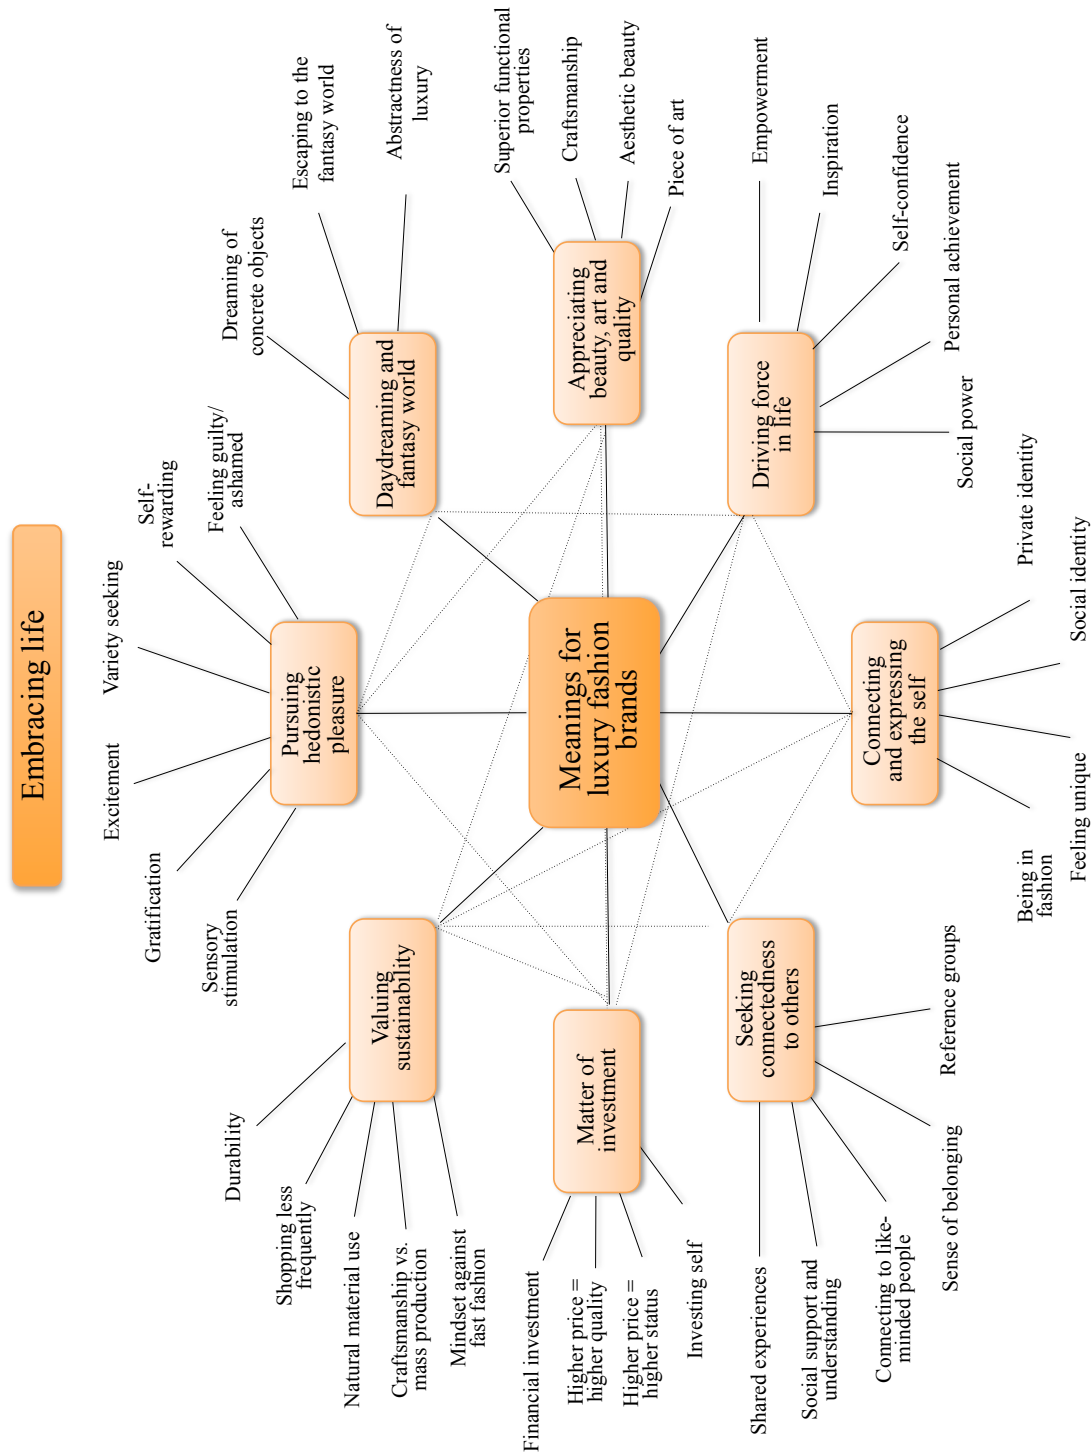 Embracing life
Variety seeking
Excitement
Self-
rewarding
Gratification
Feeling guilty/
ashamed
Sensory
stimulation
Pursuing
hedonistic
pleasure
Dreaming of
concrete objects
Escaping to the
fantasy world
Abstractness of
luxury
Daydreaming and
fantasy world
Durability
Shopping less
frequently
Natural material use
Craftsmanship vs.
mass production
Mindset against
fast fashion
Valuing
sustainability
Superior functional
properties
Craftsmanship
Aesthetic beauty
Piece of art
Appreciating
beauty, art and
quality
Meanings for
luxury fashion
brands
Financial investment
Higher price =
higher quality
Higher price =
higher status
Investing self
Matter of
investment
Empowerment
Inspiration
Self-confidence
Personal achievement
Social power
Driving force
in life
Seeking
connectedness
to others
Shared experiences
Social support and
understanding
Connecting to like-
minded people
Sense of belonging
Reference groups
Connecting
and expressing
the self
Private identity
Social identity
Feeling unique
Being in
fashion